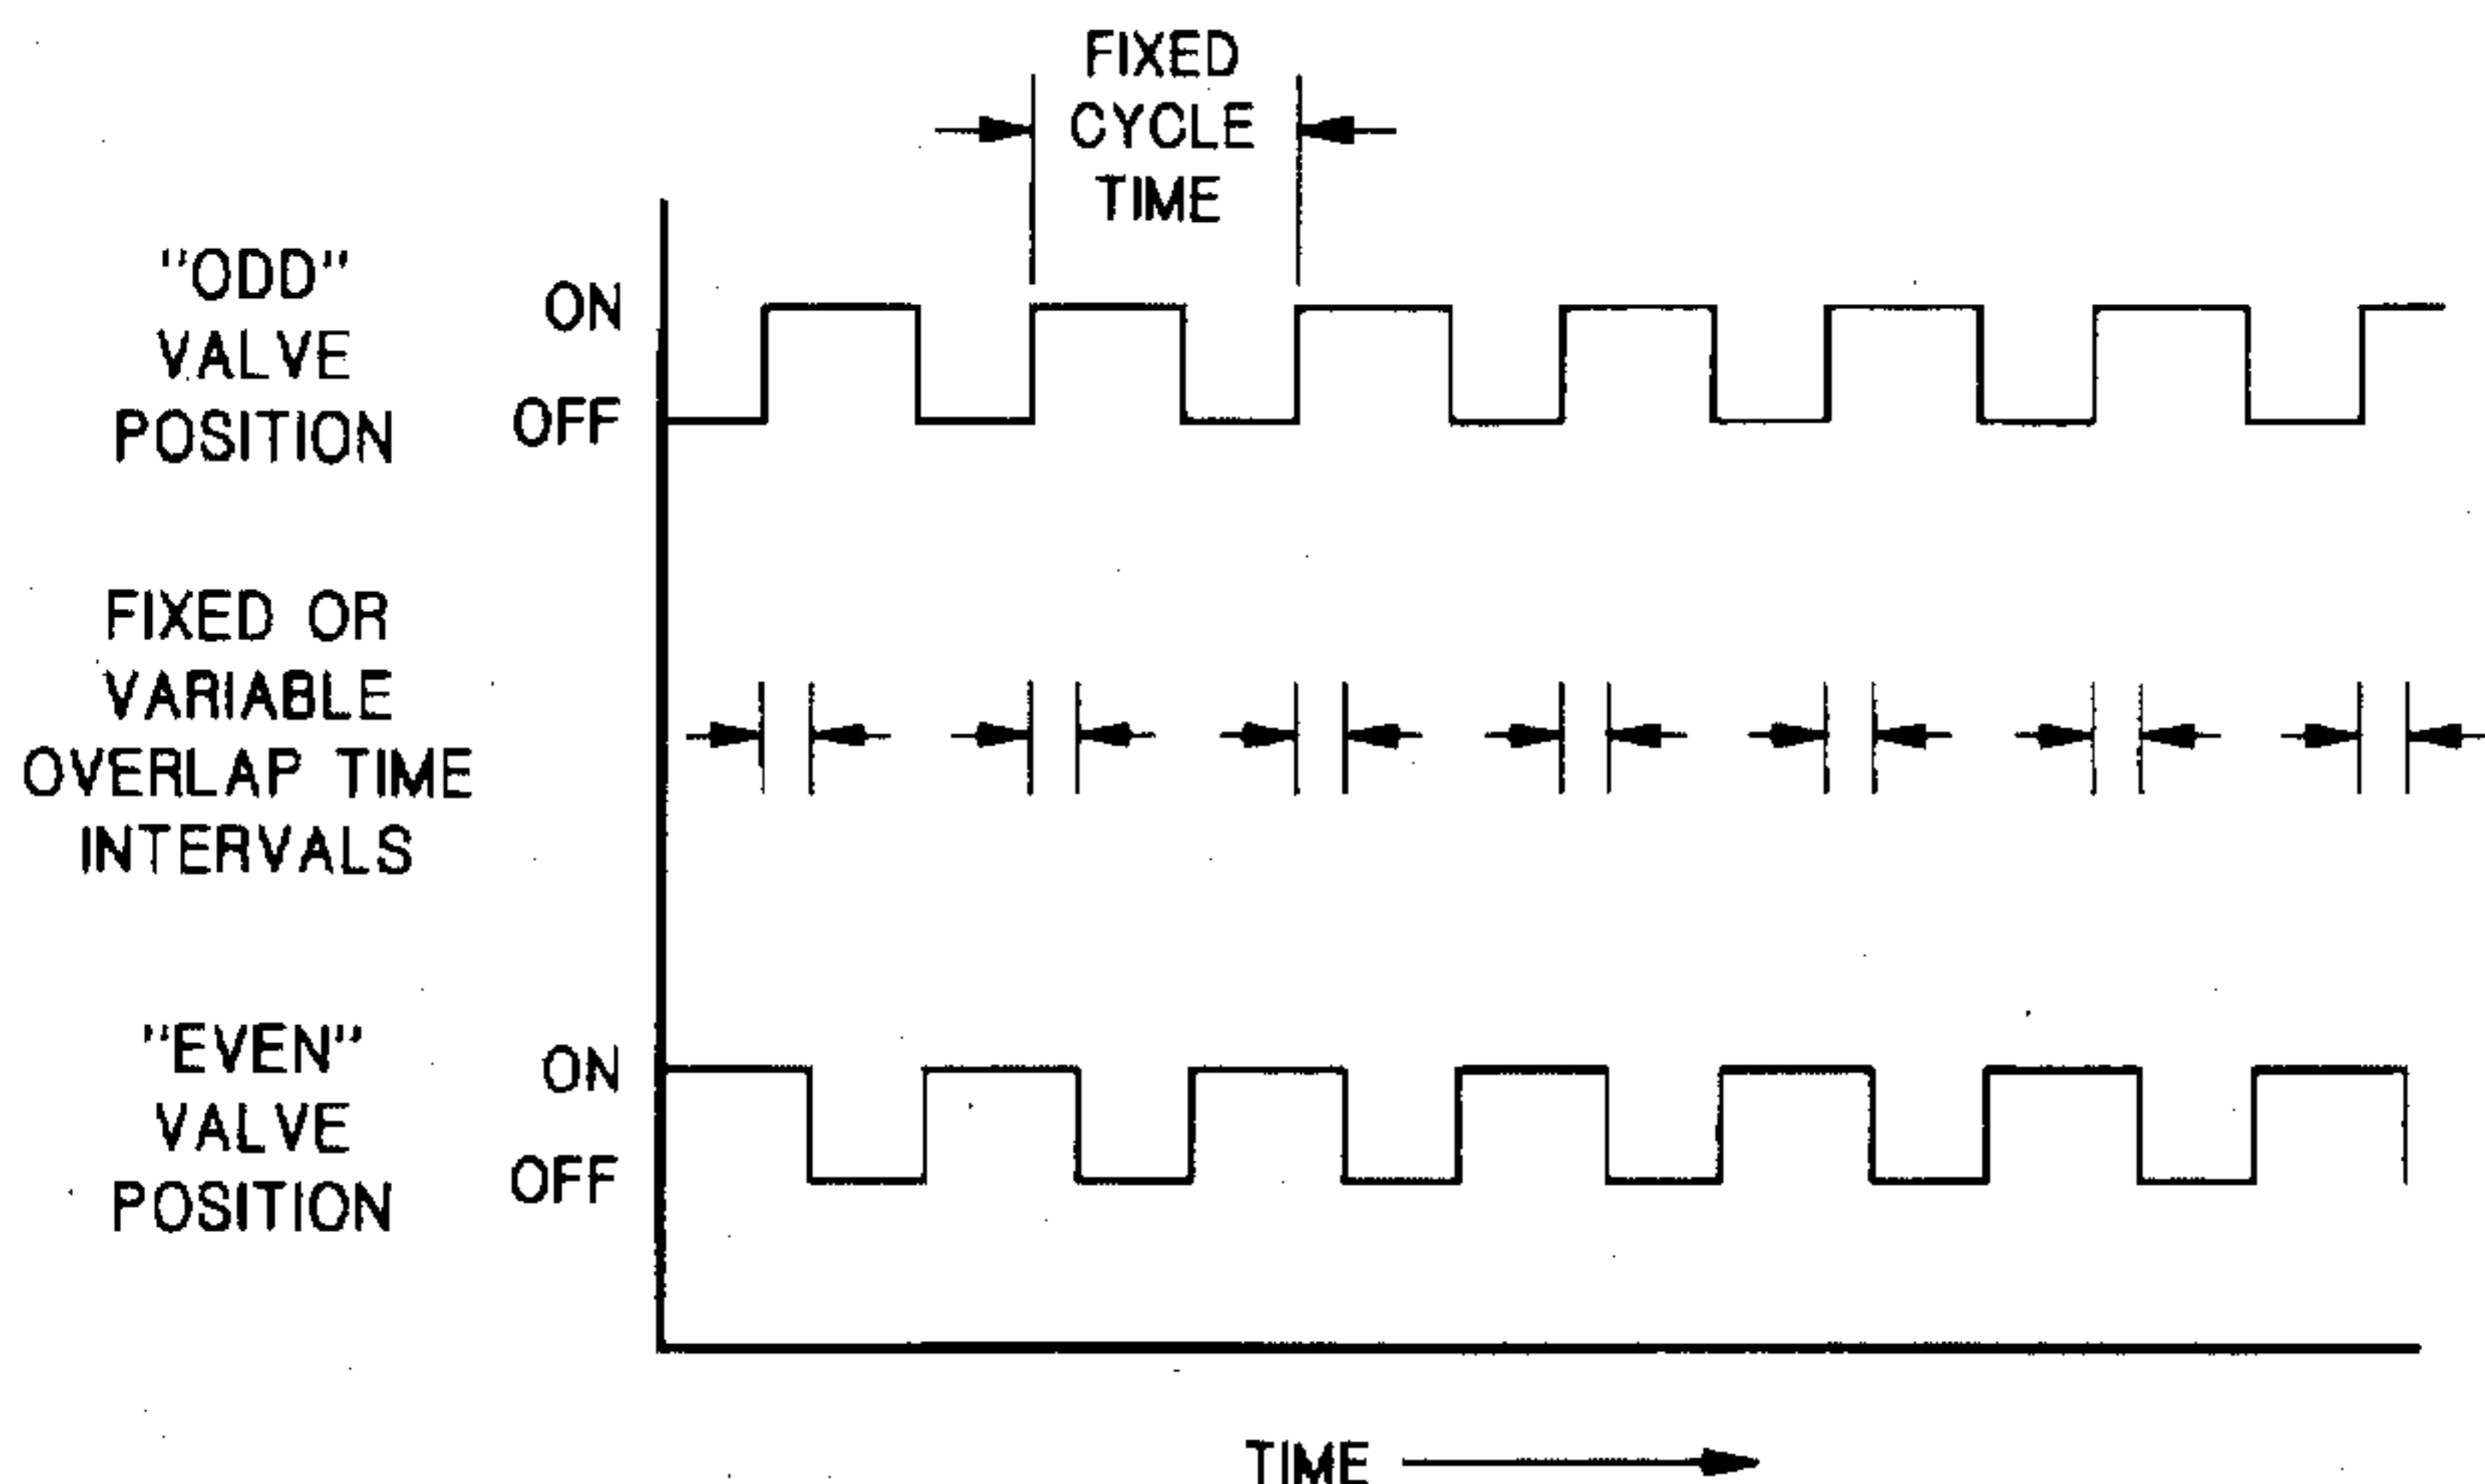 FIXED
CYCLE
TIME
"ODD"
VALVE
POSITION
ON
OFF
FIXED OR
VARIABLE
OVERLAP TIME
INTERVALS
"EVEN"
VALVE
POSITION
ON
OFF
TIME